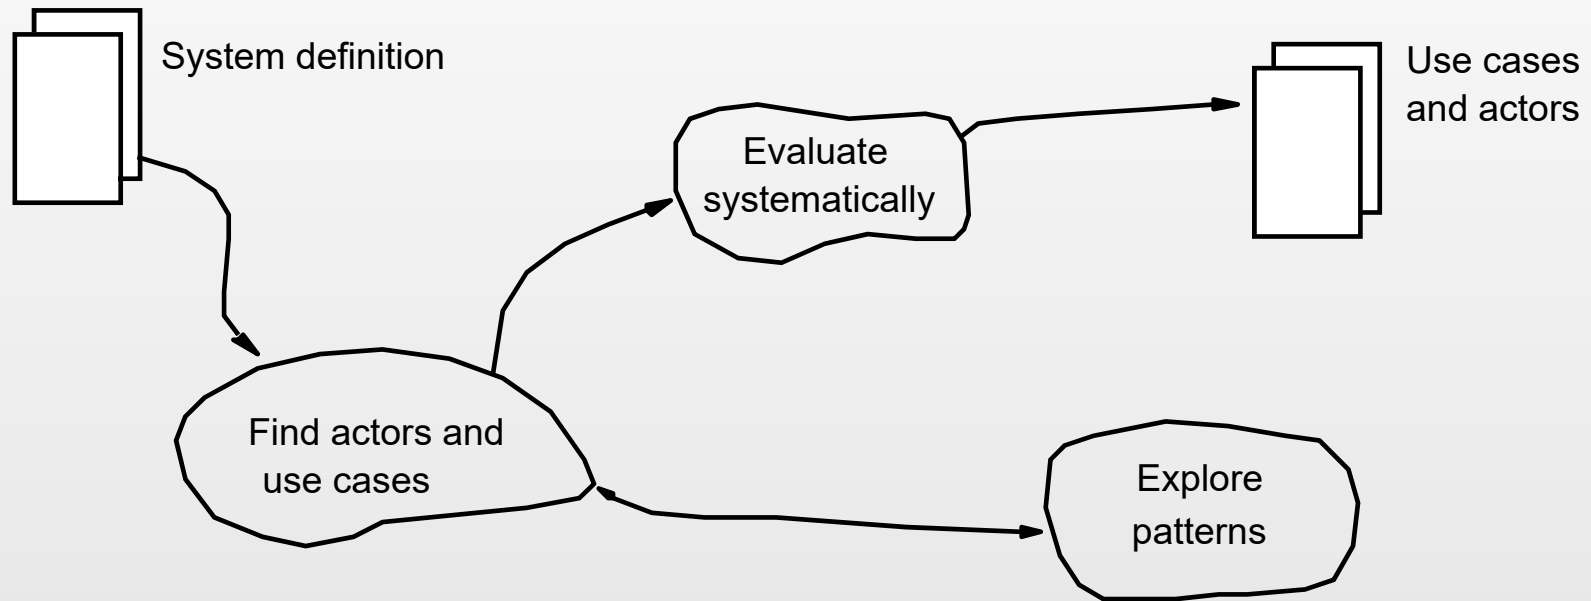 System definition
Use cases
and actors
Evaluate
systematically
Find actors and
use cases
Explore
patterns